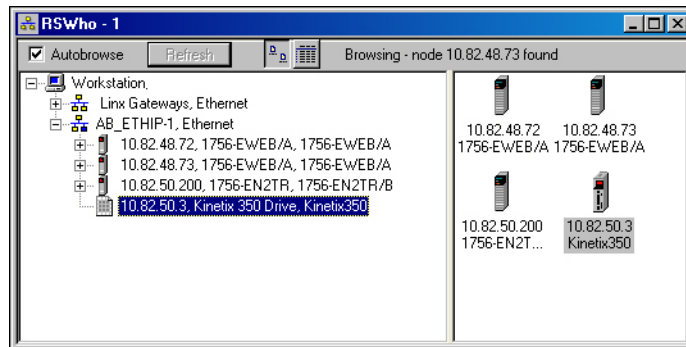 RSWho - 1
Autobrowse
Refresh
Browsing - node 10.82.48.73 found
Workstation,
Linx Gateways, Ethernet
AB_ETHIP-1, Ethernet
10.82.48.72, 1756-EWEB/A, 1756-EWEB/A
10.82.48.73, 1756-EWEB/A, 1756-EWEB/A
10.82.50.200, 1756-EN2TR, 1756-EN2TR/B
10.82.50.3, Kinetix 350 Drive, Kinetix350
10.82.48.72 10.82.48.73
1756-EWEB/A 1756-EWEB/A
10.82.50.200 10.82.50.3
1756-EN2T... Kinetix350